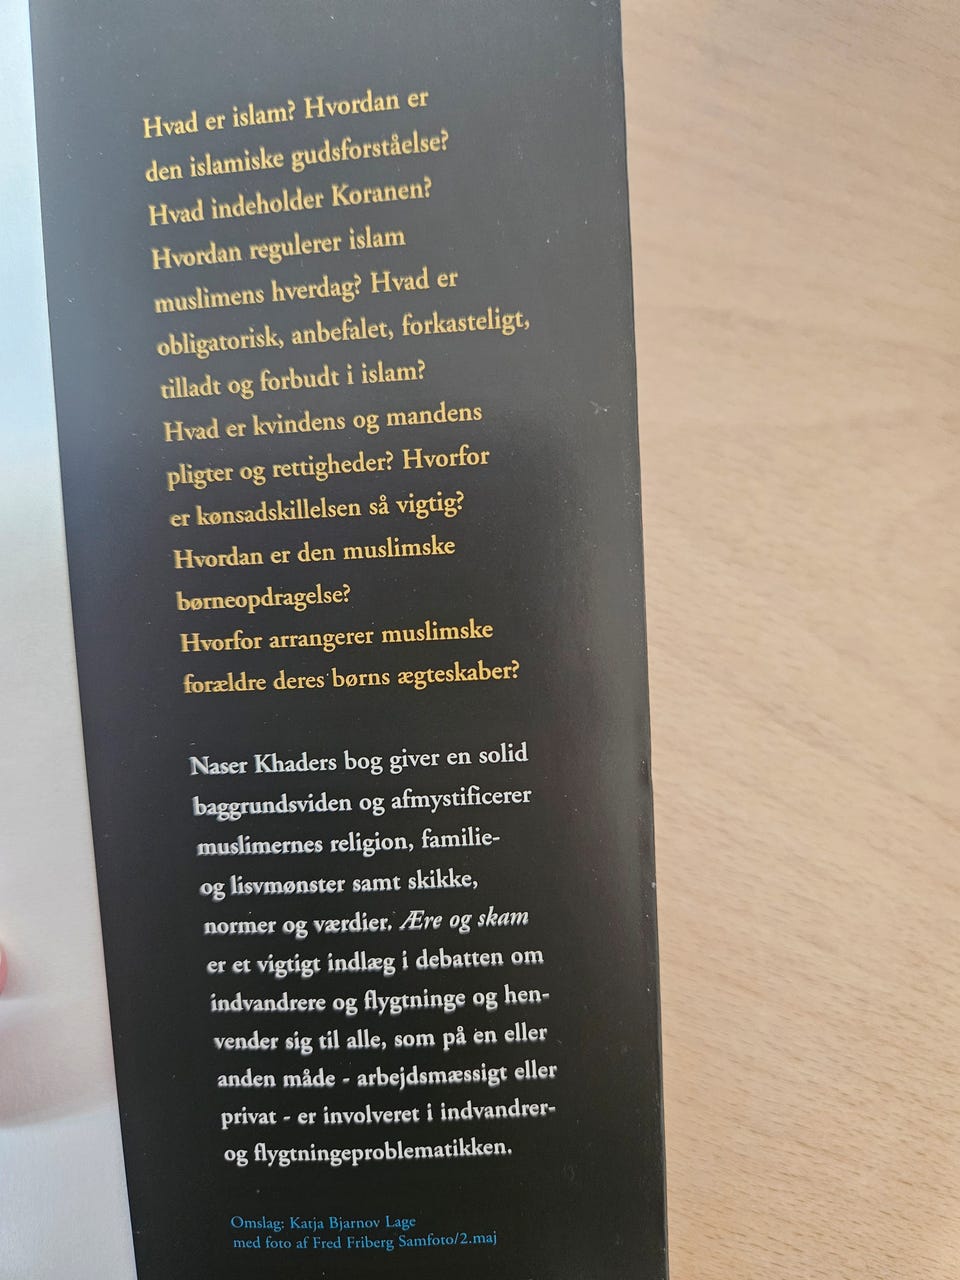 Hvad er islam? Hvordan er
den islamiske gudsforståelse?
Hvad indeholder Koranen?
Hvordan regulerer islam
muslimens hverdag? Hvad er
obligatorisk, anbefalet, forkasteligt,
tilladt og forbudt i islam?
Hvad er kvindens og mandens
pligter og rettigheder? Hvorfor
er kønsadskillelsen så vigtig?
Hvordan er den muslimske
børneopdragelse?
Hvorfor arrangerer muslimske
forældre deres børns ægteskaber?
Naser Khaders bog giver en solid
baggrundsviden og afmystificerer
muslimernes religion, familie-
og lisvmønster samt skikke,
normer og værdier. Ære og skam
er et vigtigt indlæg i debatten om
indvandrere og flygtninge og hen-
vender sig til alle, som på en eller
anden måde - arbejdsmæssigt eller
privat - er involveret i indvandrer-
og flygtningeproblematikken.
Omslag: Katja Bjarnov Lage
med foto af Fred Friberg Samfoto/2.maj